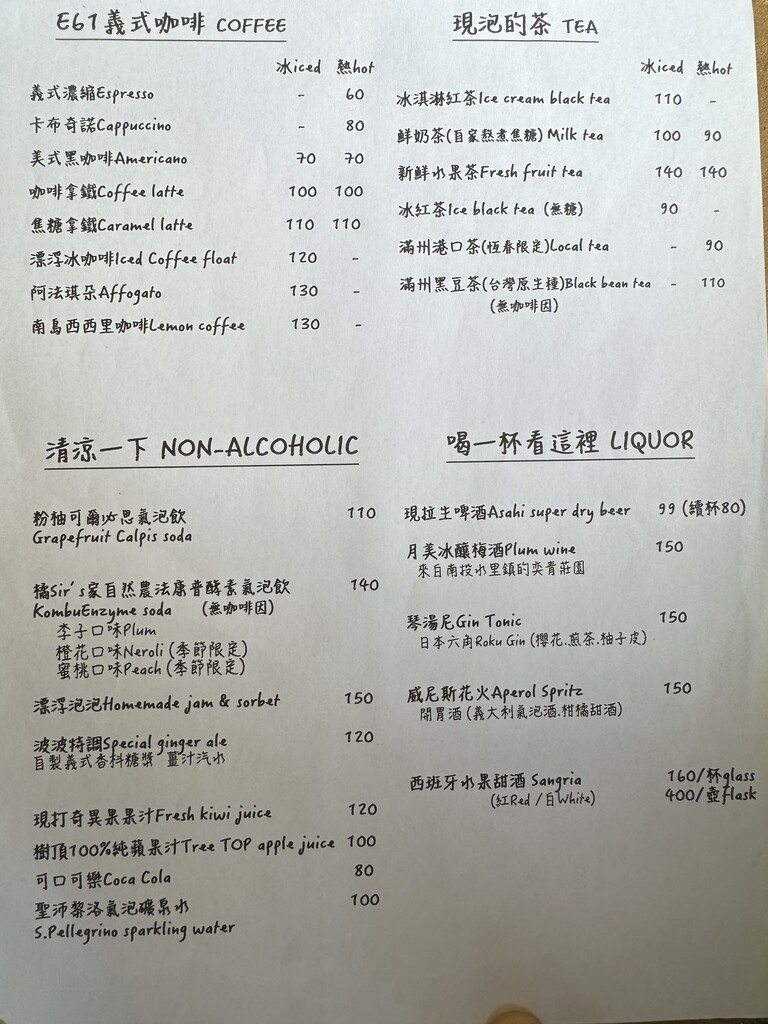 E61義式咖啡 COFFEE
冰iced 熱hot
義式濃縮Espresso - 60
卡布奇諾Cappuccino - 80
美式黑咖啡Americano 70 70
咖啡拿鐵Coffee latte 100 100
焦糖拿鐵Caramel latte 110 110
漂浮冰咖啡Iced Coffee float 120 -
阿法琪朵Affogato 130 -
南島西西里咖啡Lemon coffee 130 -
現泡的茶 TEA
冰iced 熱hot
冰淇淋紅茶Ice cream black tea 110 -
鮮奶茶(自家熬煮焦糖) Milk tea 100 90
新鮮水果茶Fresh fruit tea 140 140
冰紅茶Ice black tea (無糖) 90 -
滿州港口茶(恆春限定)Local tea - 90
滿州黑豆茶(台灣原生種)Black bean tea - 110
(無咖啡因)
清涼一下 NON-ALCOHOLIC
粉柚可爾必思氣泡飲 110
Grapefruit Calpis soda
橘Sir's家自然農法康普酵素氣泡飲 140
KombuEnzyme soda (無咖啡因)
李子口味Plum
橙花口味Neroli (季節限定)
蜜桃口味Peach (季節限定)
漂浮泡泡Homemade jam & sorbet 150
波波特調Special ginger ale 120
自製義式香料糖漿 薑汁汽水
現打奇異果果汁Fresh kiwi juice 120
樹頂100%純蘋果汁Tree TOP apple juice 100
可口可樂Coca Cola 80
聖沛黎洛氣泡礦泉水 100
S.Pellegrino sparkling water
喝一杯看這裡 LIQUOR
現拉生啤酒Asahi super dry beer 99 (續杯80)
月美冰釀梅酒Plum wine 150
來自南投水里鎮的奕青莊園
琴湯尼Gin Tonic 150
日本六角Roku Gin (櫻花.煎茶.柚子皮)
威尼斯花火Aperol Spritz 150
開胃酒 (義大利氣泡酒.柑橘甜酒)
西班牙水果甜酒 Sangria 160/杯glass
(紅Red / 白White) 400/壺flask